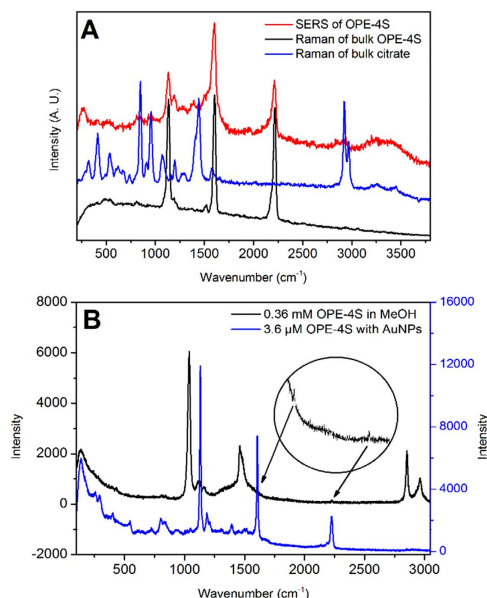 A
SERS of OPE-4S
Raman of bulk OPE-4S
Raman of bulk citrate
Intensity (A. U.)
500 1000 1500 2000 2500 3000 3500
Wavenumber (cm-1)
B
0.36 mM OPE-4S in MeOH
3.6 µM OPE-4S with AuNPs
8000
6000
4000
2000
0
-2000
Intensity
16000
12000
8000
4000
0
Intensity
500 1000 1500 2000 2500 3000
Wavenumber (cm-1)